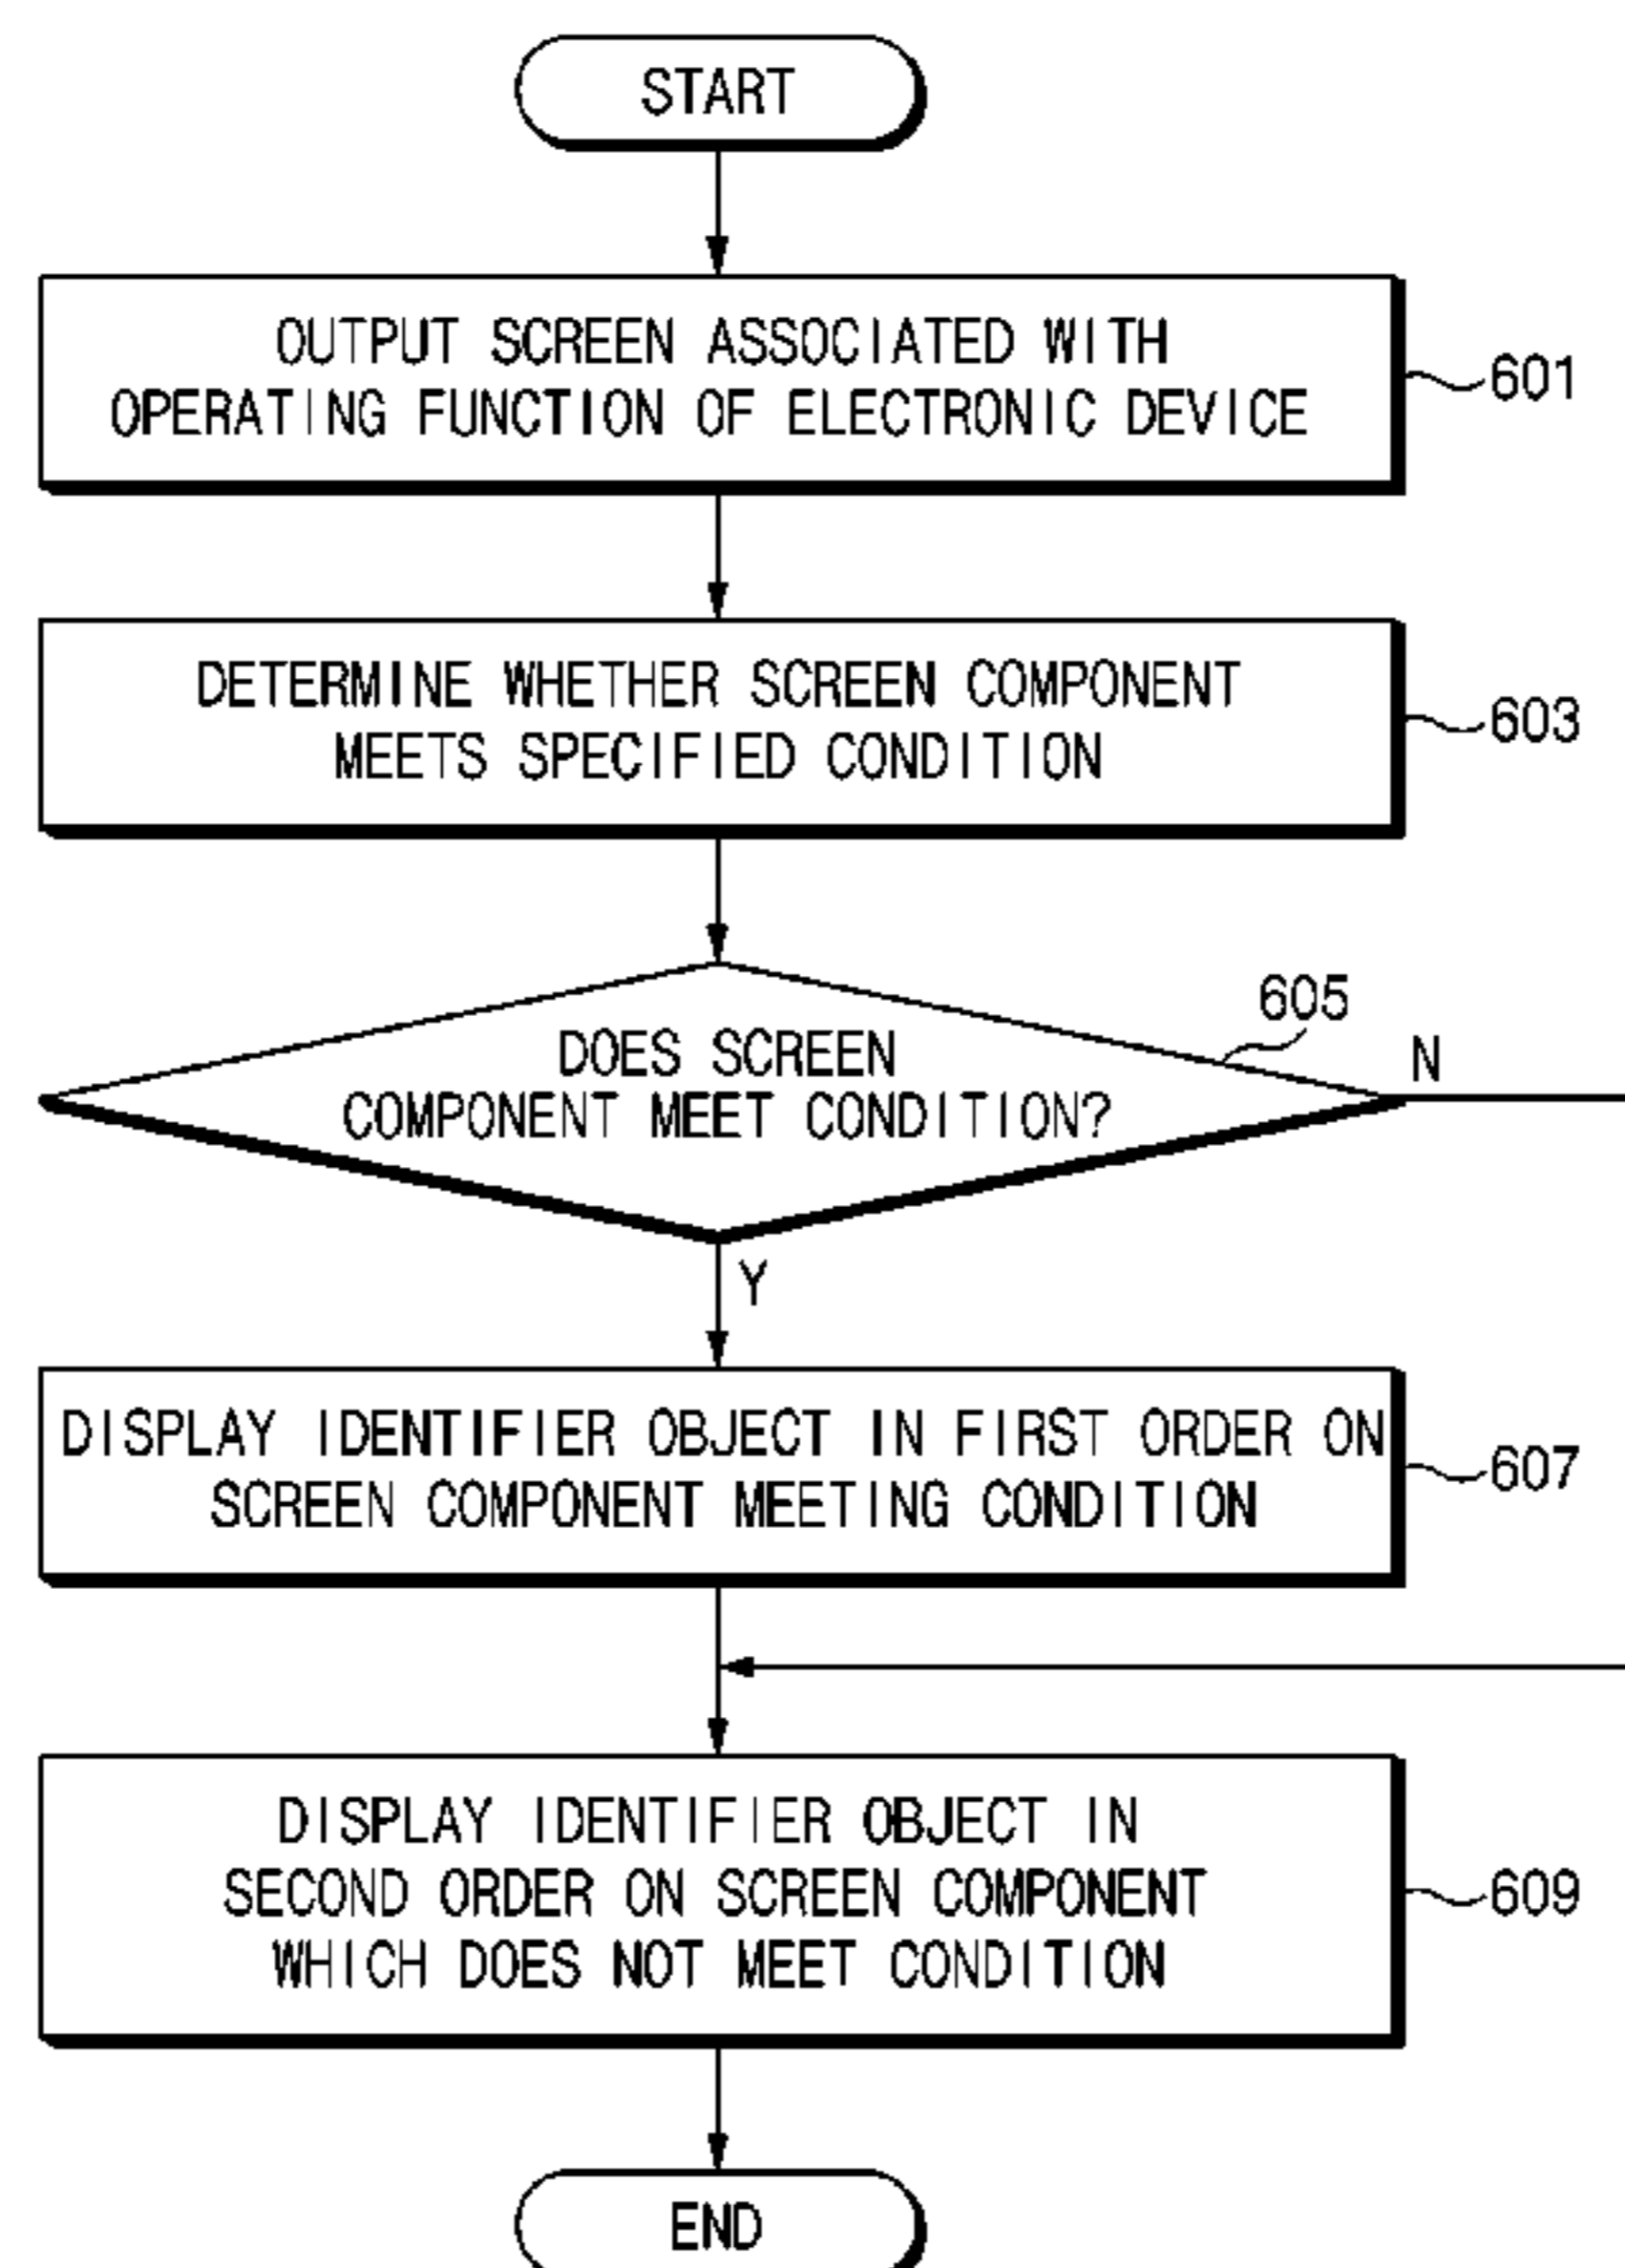 START
OUTPUT SCREEN ASSOCIATED WITH
OPERATING FUNCTION OF ELECTRONIC DEVICE
601
DETERMINE WHETHER SCREEN COMPONENT
MEETS SPECIFIED CONDITION
603
605
DOES SCREEN
COMPONENT MEET CONDITION?
N
Y
DISPLAY IDENTIFIER OBJECT IN FIRST ORDER ON
SCREEN COMPONENT MEETING CONDITION
607
DISPLAY IDENTIFIER OBJECT IN
SECOND ORDER ON SCREEN COMPONENT
WHICH DOES NOT MEET CONDITION
609
END